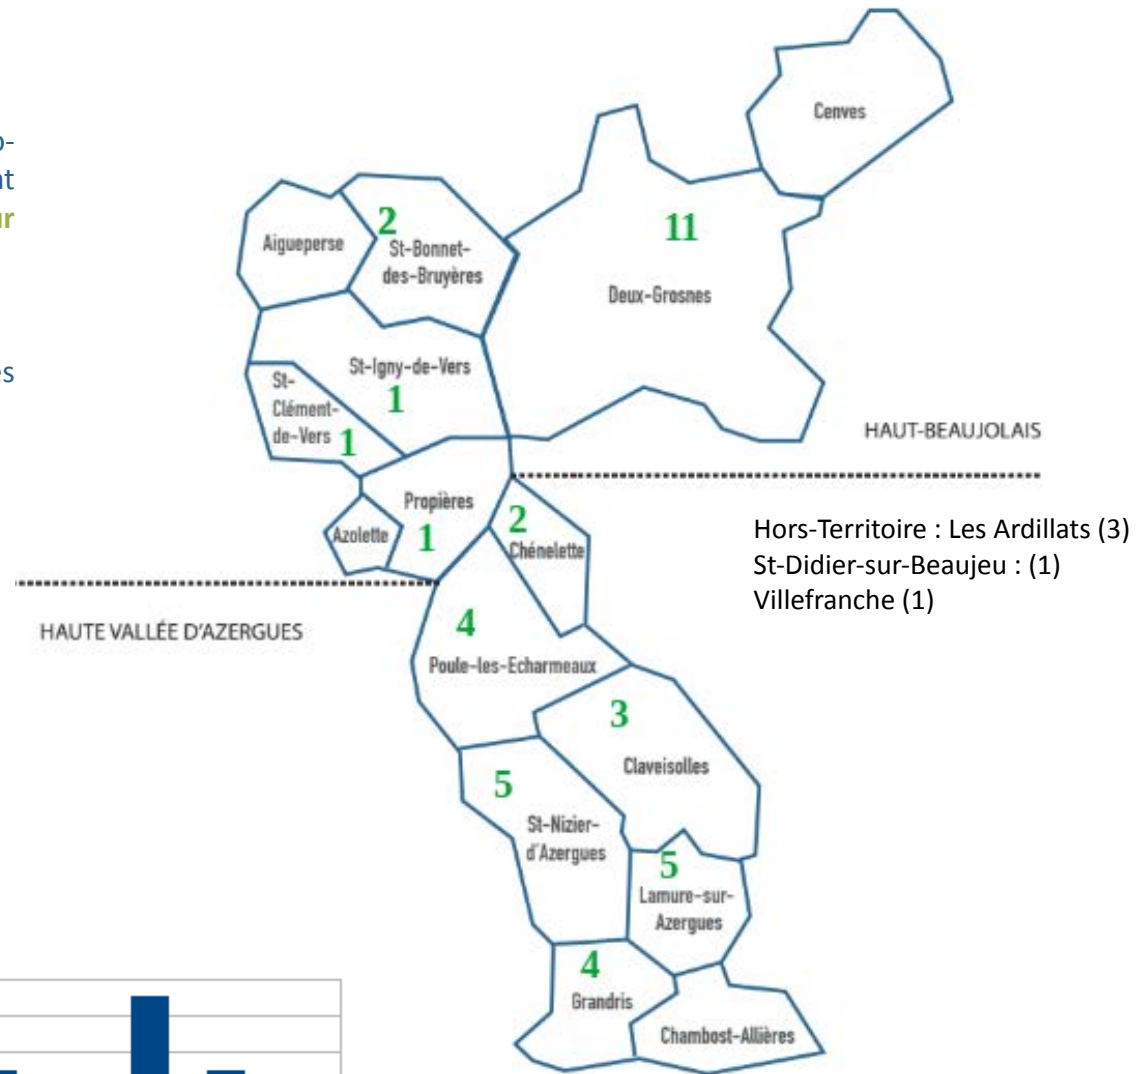 o-
nt
ur
es
Cenves
11
Deux-Grosnes
Aigueperse
2
St-Bonnet-
des-Bruyères
St-Igny-de-Vers
1
St-
Clément-
de-Vers
1
HAUT-BEAUJOLAIS
Propières
1
Azolette
2
Chénelette
Hors-Territoire : Les Ardillats (3)
St-Didier-sur-Beaujeu : (1)
Villefranche (1)
HAUTE VALLÉE D'AZERGUES
4
Poule-les-Echarmeaux
3
Claveisolles
5
St-Nizier-
d'Azergues
5
Lamure-sur-
Azergues
4
Grandris
Chambost-Allières